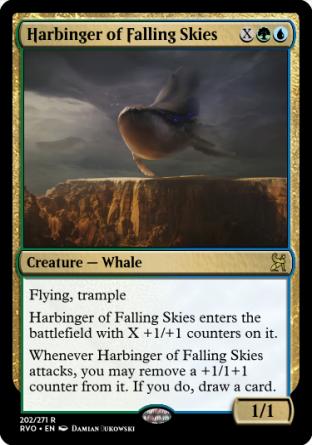 Harbinger of Falling Skies X
Creature — Whale
Flying, trample
Harbinger of Falling Skies enters the
battlefield with X +1/+1 counters on it.
Whenever Harbinger of Falling Skies
attacks, you may remove a +1/+1
counter from it. If you do, draw a card.
1/1
202/271 R
RVO • EN DAMIAN UKOWSKI